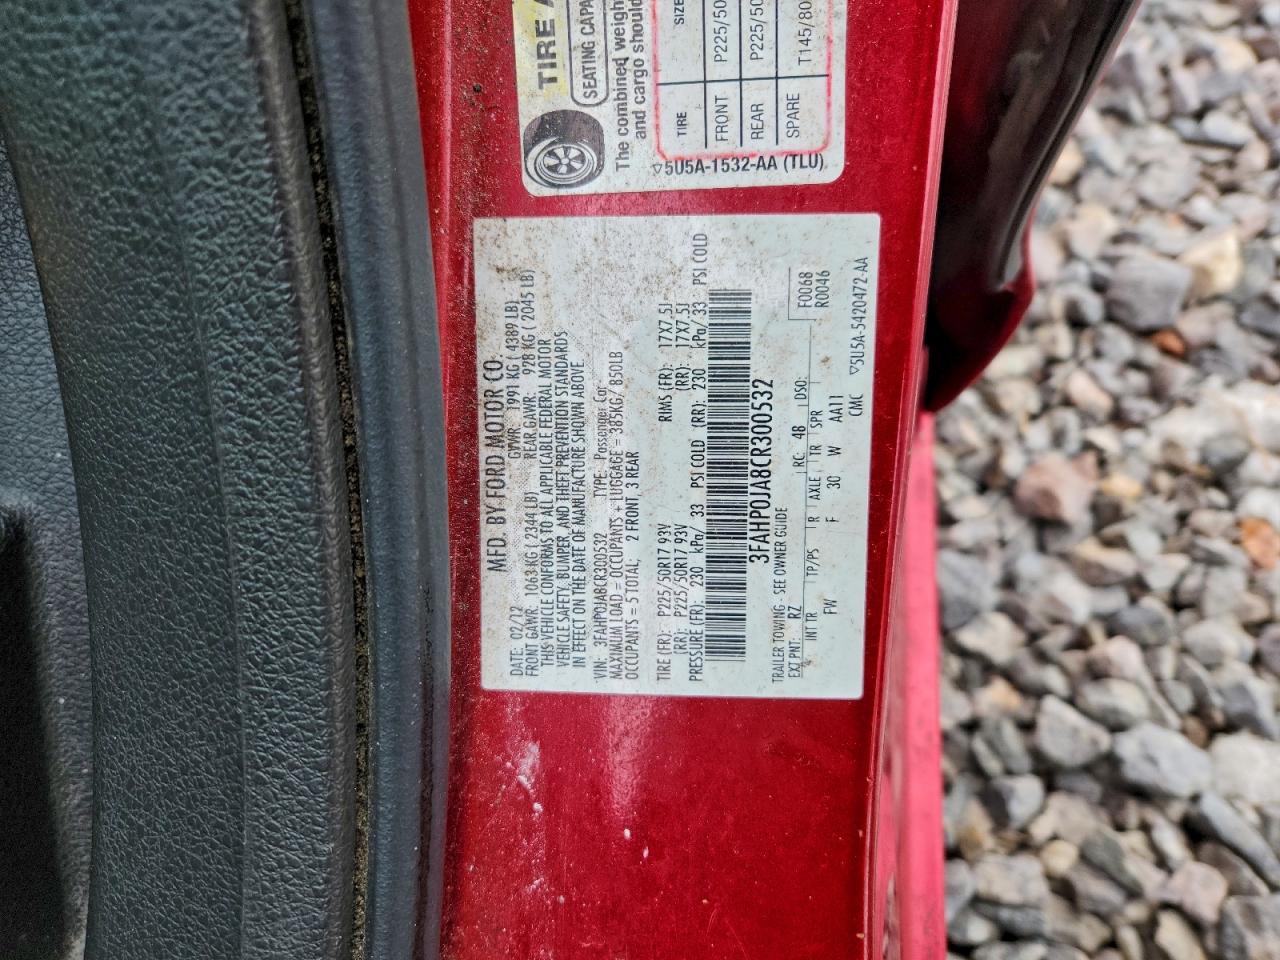 TIRE A
SEATING CAPA
The combined weight
and cargo should
TIRE SIZE
FRONT P225/50
REAR P225/50
SPARE T145/80
5U5A-1532-AA (TLU)
MFD. BY FORD MOTOR CO.
DATE: 02/12 GVWR: 1991 KG ( 4389 LB)
FRONT GAWR: 1063 KG ( 2344 LB) REAR GAWR: 928 KG ( 2045 LB)
THIS VEHICLE CONFORMS TO ALL APPLICABLE FEDERAL MOTOR
VEHICLE SAFETY, BUMPER, AND THEFT PREVENTION STANDARDS
IN EFFECT ON THE DATE OF MANUFACTURE SHOWN ABOVE
VIN: 3FAHP0JA8CR300532 TYPE: Passenger Car
MAXIMUM LOAD = OCCUPANTS + LUGGAGE = 385KG/ 850LB
OCCUPANTS = 5 TOTAL; 2 FRONT, 3 REAR
TIRE (FR): P225/50R17 93V RIMS (FR): 17X7.5J
(RR): P225/50R17 93V (RR): 17X7.5J
PRESSURE (FR): 230 kPa/ 33 PSI COLD (RR): 230 kPa/ 33 PSI COLD
3FAHP0JA8CR300532
TRAILER TOWING - SEE OWNER GUIDE
F0068
R0046
EXT PNT: RZ RC: 48 DSO:
INT TR TP/PS R AXLE TR SPR
FW F 30 W AA11
CMC
5U5A-5420472-AA